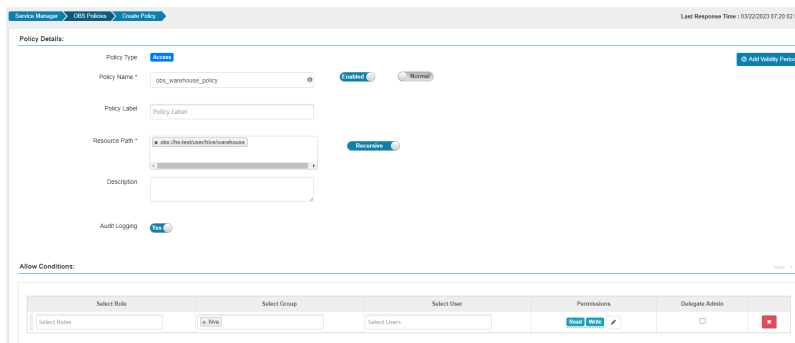 Service Manager OBS Policies Create Policy Last Response Time : 03/22/2023 07:20:02
Policy Details:
Policy Type Access
Add Validity Period
Policy Name * obs_warehouse_policy Enabled Normal
Policy Label Policy Label
Resource Path * × obs://hs-test/user/hive/warehouse Recursive
Description
Audit Logging Yes
Allow Conditions:
Select Role Select Group Select User Permissions Delegate Admin
Select Roles × hive Select Users Read Write